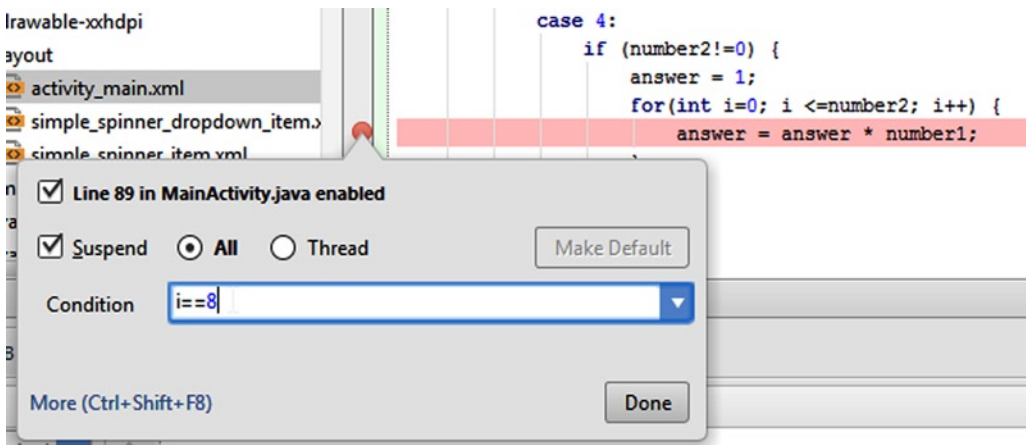 drawable-xxhdpi
ayout
activity_main.xml
simple_spinner_dropdown_item.x
simple_spinner_item.xml
case 4:
if (number2!=0) {
answer = 1;
for(int i=0; i <=number2; i++) {
answer = answer * number1;
Line 89 in MainActivity.java enabled
Suspend
All
Thread
Make Default
Condition
i==8
More (Ctrl+Shift+F8)
Done